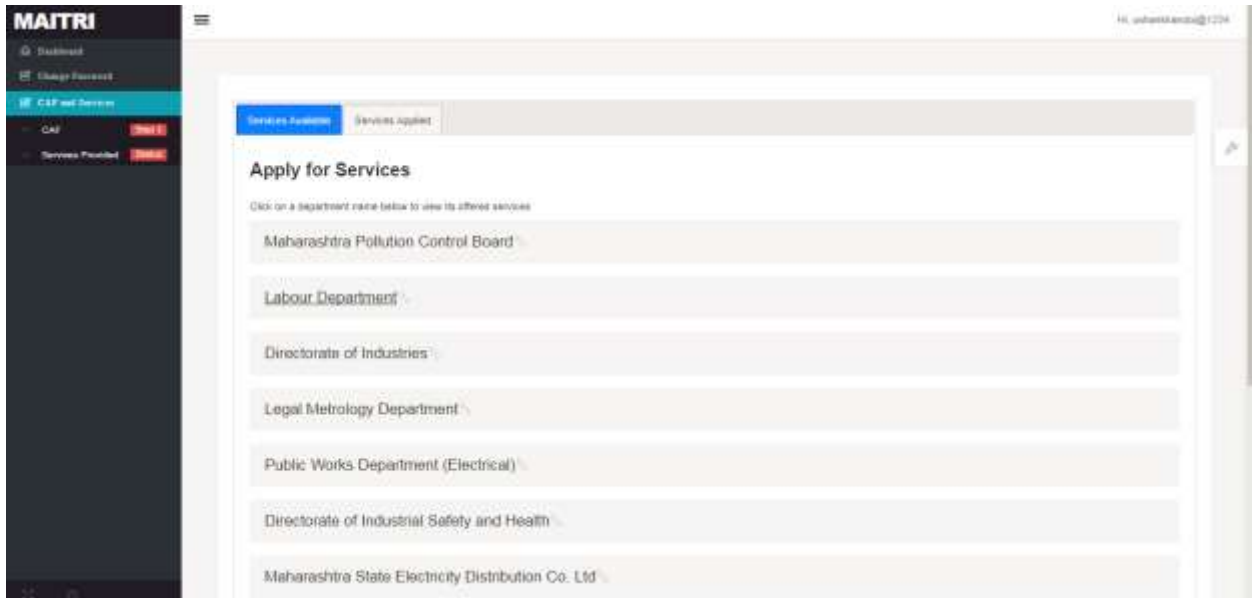 MAITRI
Dashboard
Change Password
CAF and Services
CAF
Services Provided
Services Available
Services Applied
Apply for Services
Click on a department name below to view its offered services
Maharashtra Pollution Control Board
Labour Department
Directorate of Industries
Legal Metrology Department
Public Works Department (Electrical)
Directorate of Industrial Safety and Health
Maharashtra State Electricity Distribution Co. Ltd
Hi,